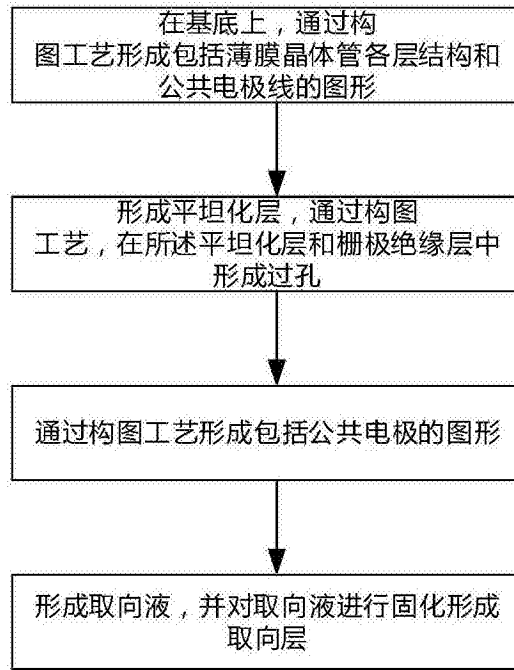 在基底上，通过构
图工艺形成包括薄膜晶体管各层结构和
公共电极线的图形
形成平坦化层，通过构图
工艺，在所述平坦化层和栅极绝缘层中
形成过孔
通过构图工艺形成包括公共电极的图形
形成取向液，并对取向液进行固化形成
取向层